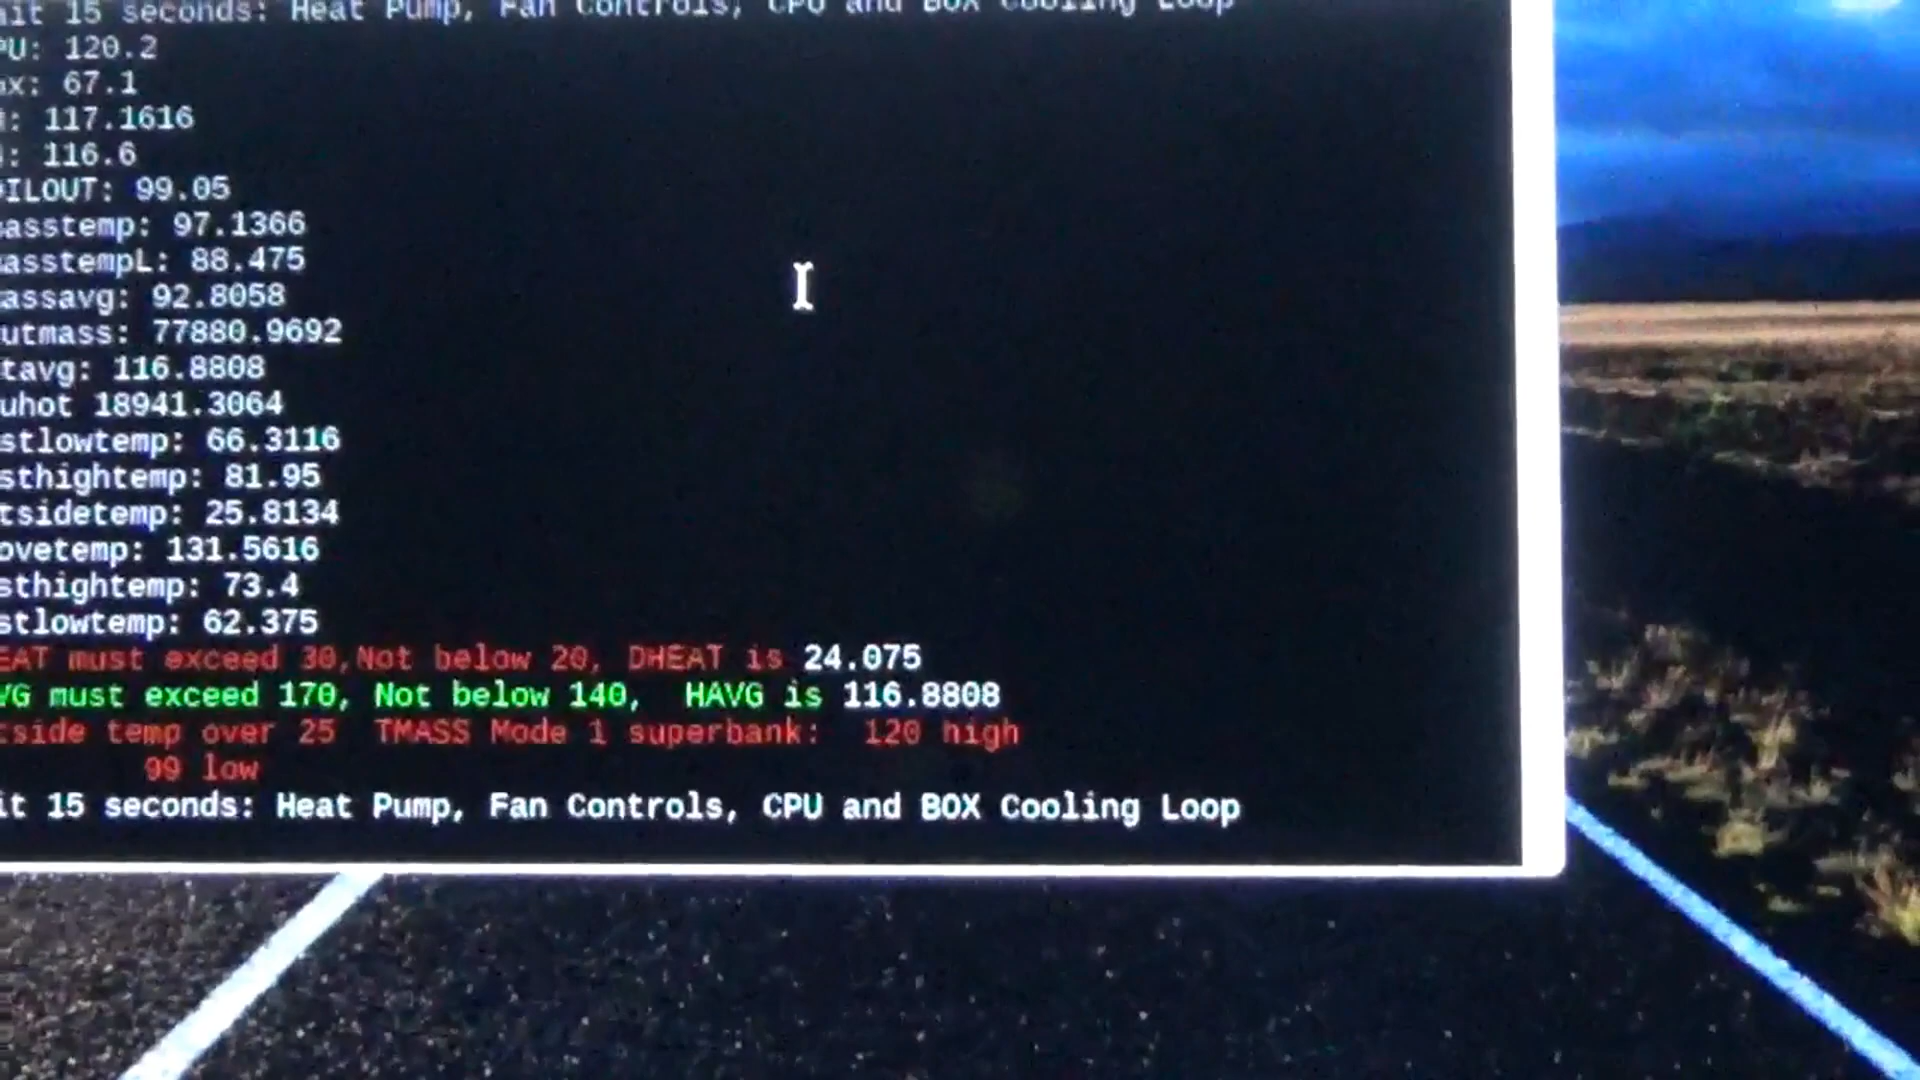 ait 15 seconds: Heat Pump, Fan Controls, CPU and BOX Cooling Loop
PU: 120.2
ox: 67.1
: 117.1616
: 116.6
OILOUT: 99.05
masstemp: 97.1366
masstempL: 88.475
assavg: 92.8058
utmass: 77880.9692
tavg: 116.8808
uhot 18941.3064
stlowtemp: 66.3116
sthightemp: 81.95
tsidetemp: 25.8134
ovetemp: 131.5616
sthightemp: 73.4
stlowtemp: 62.375
EAT must exceed 30,Not below 20, DHEAT is 24.075
VG must exceed 170, Not below 140, HAVG is 116.8808
tside temp over 25 TMASS Mode 1 superbank: 120 high
99 low
it 15 seconds: Heat Pump, Fan Controls, CPU and BOX Cooling Loop